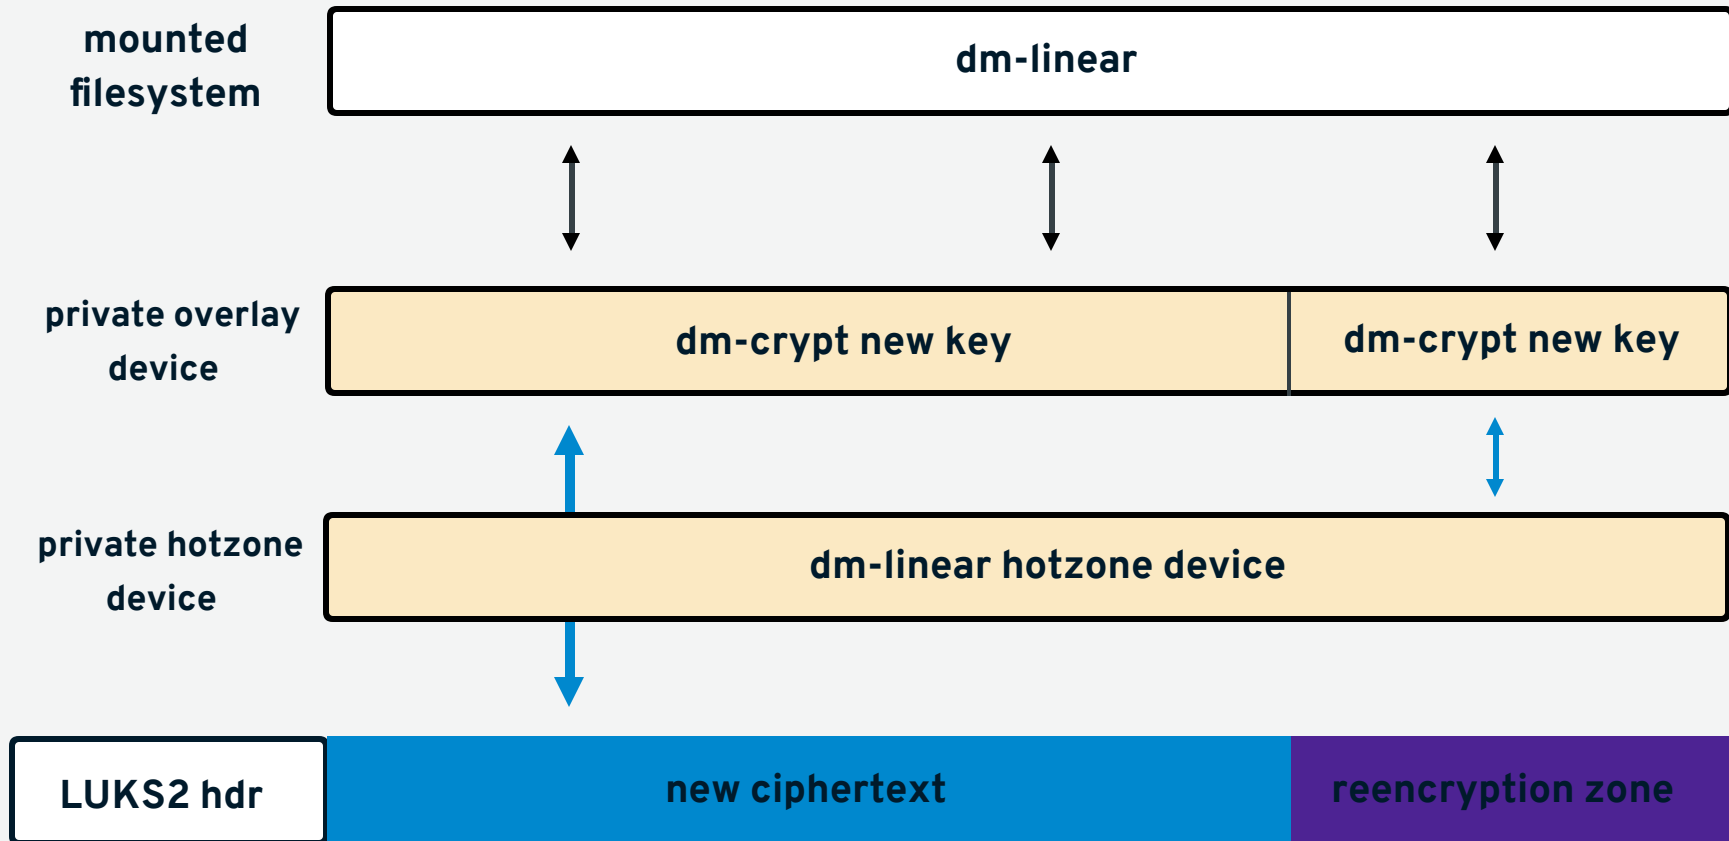 mounted
filesystem
dm-linear
private overlay
device
dm-crypt new key
dm-crypt new key
private hotzone
device
dm-linear hotzone device
LUKS2 hdr
new ciphertext
reencryption zone